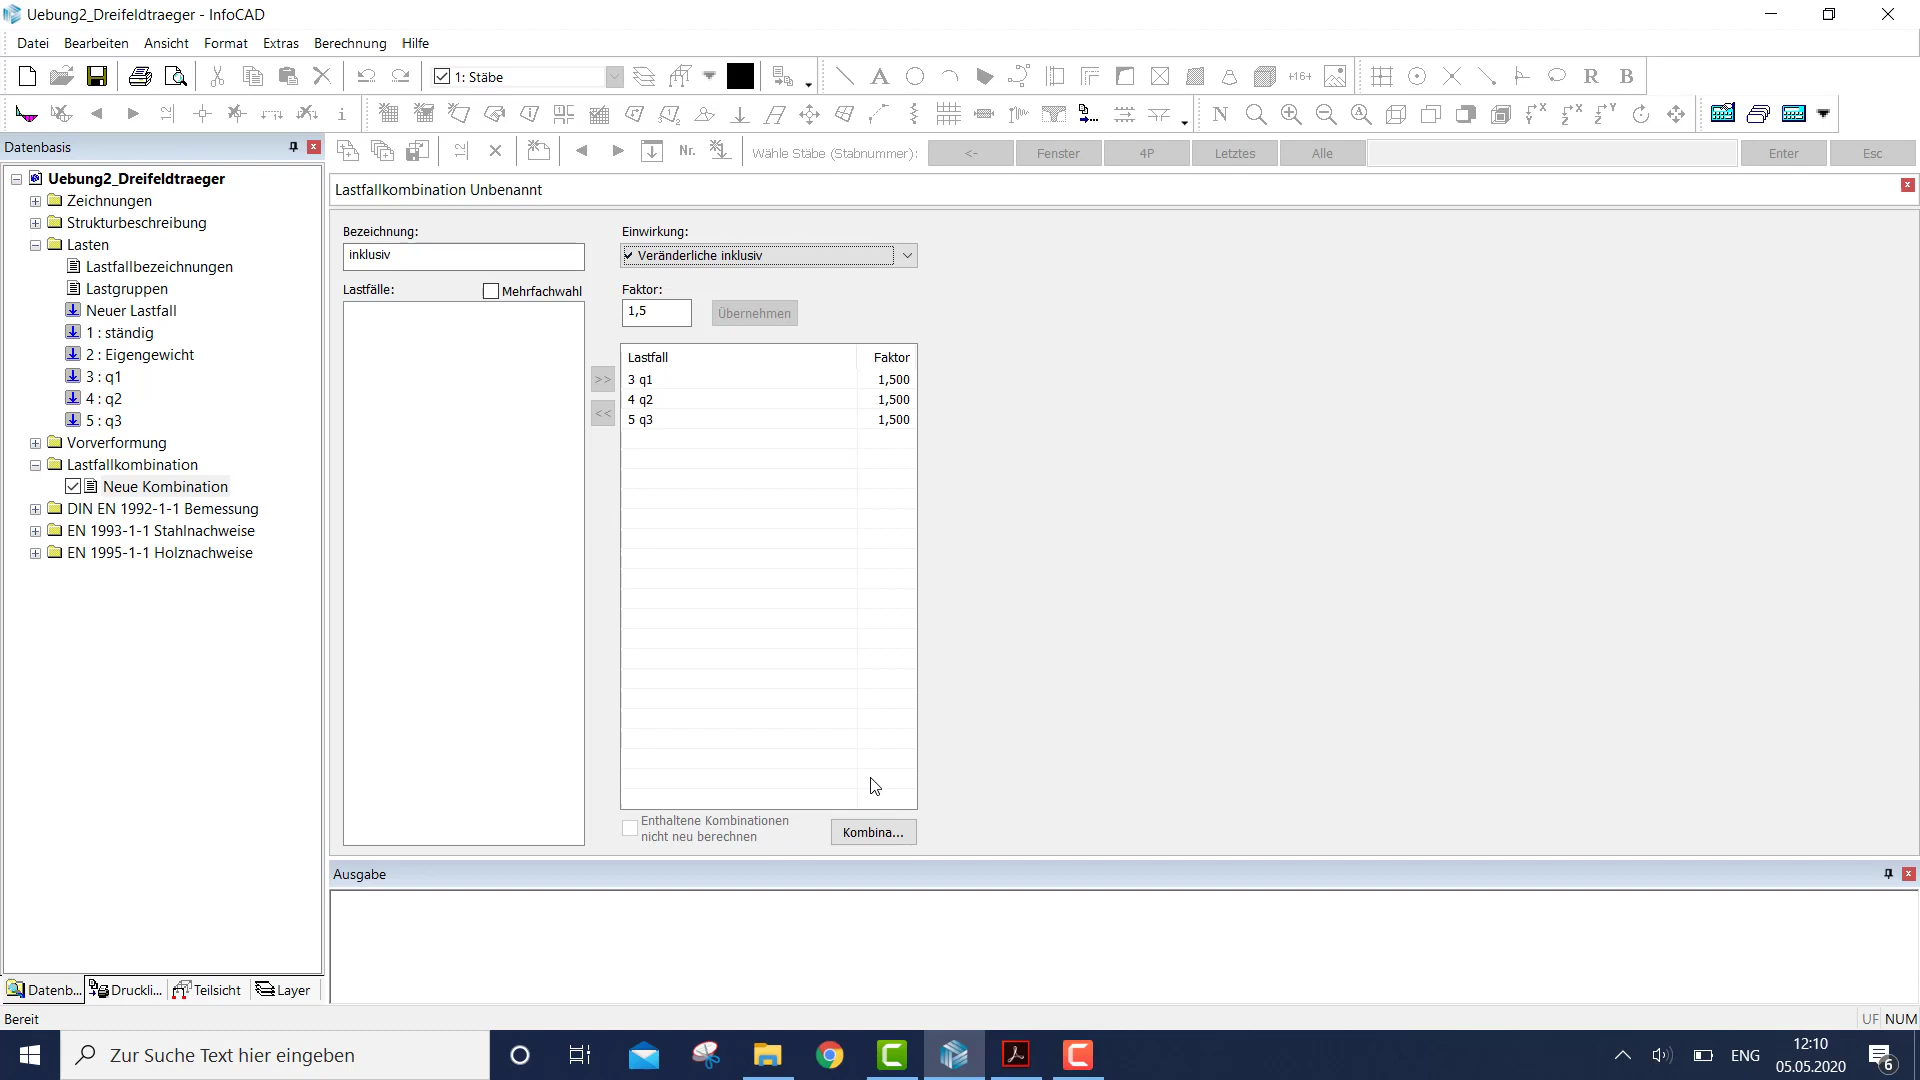 Uebung2_Dreifeldtraeger - InfoCAD
Datei Bearbeiten Ansicht Format Extras Berechnung Hilfe
1: Stäbe
+16+
R B
N
Datenbasis
Nr.
Wähle Stäbe (Stabnummer):
<- Fenster 4P Letztes Alle Enter Esc
Uebung2_Dreifeldtraeger
Zeichnungen
Strukturbeschreibung
Lasten
Lastfallbezeichnungen
Lastgruppen
Neuer Lastfall
1 : ständig
2 : Eigengewicht
3 : q1
4 : q2
5 : q3
Vorverformung
Lastfallkombination
Neue Kombination
DIN EN 1992-1-1 Bemessung
EN 1993-1-1 Stahlnachweise
EN 1995-1-1 Holznachweise
Datenb... Druckli... Teilsicht Layer
Lastfallkombination Unbenannt
Bezeichnung:
inklusiv
Lastfälle:
Mehrfachwahl
>>
<<
Einwirkung:
Veränderliche inklusiv
Faktor:
1,5
Übernehmen
Lastfall Faktor
3 q1 1,500
4 q2 1,500
5 q3 1,500
Enthaltene Kombinationen
nicht neu berechnen
Kombina...
Ausgabe
Bereit
UF NUM
Zur Suche Text hier eingeben
ENG
12:10
05.05.2020
6